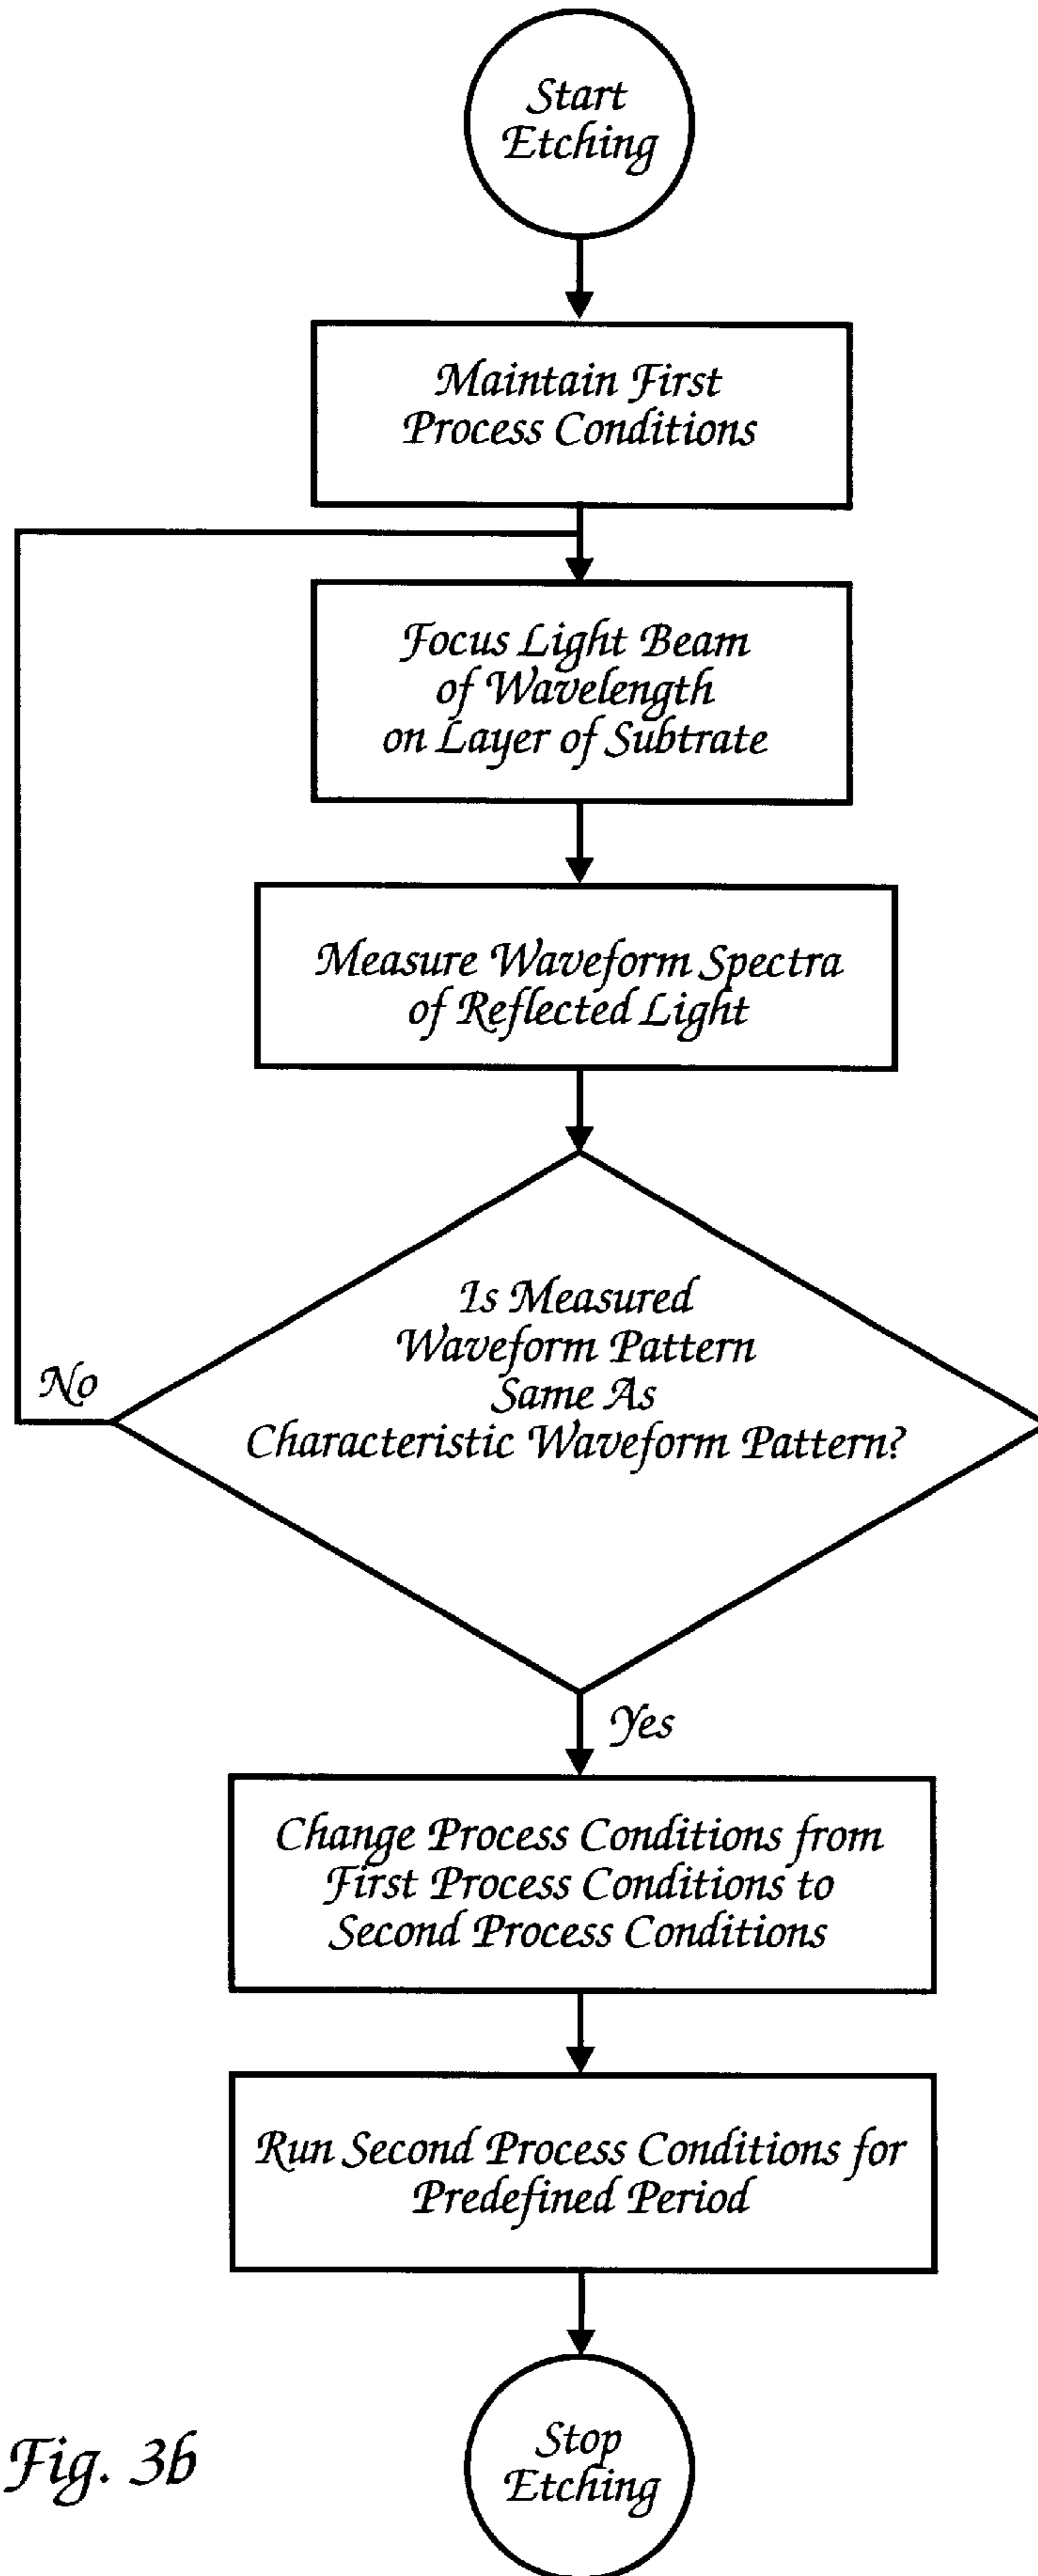 Start
Etching
Maintain First
Process Conditions
Focus Light Beam
of Wavelength
on Layer of Subtrate
Measure Waveform Spectra
of Reflected Light
Is Measured
Waveform Pattern
Same As
Characteristic Waveform Pattern?
No
Yes
Change Process Conditions from
First Process Conditions to
Second Process Conditions
Run Second Process Conditions for
Predefined Period
Stop
Etching
Fig. 3b